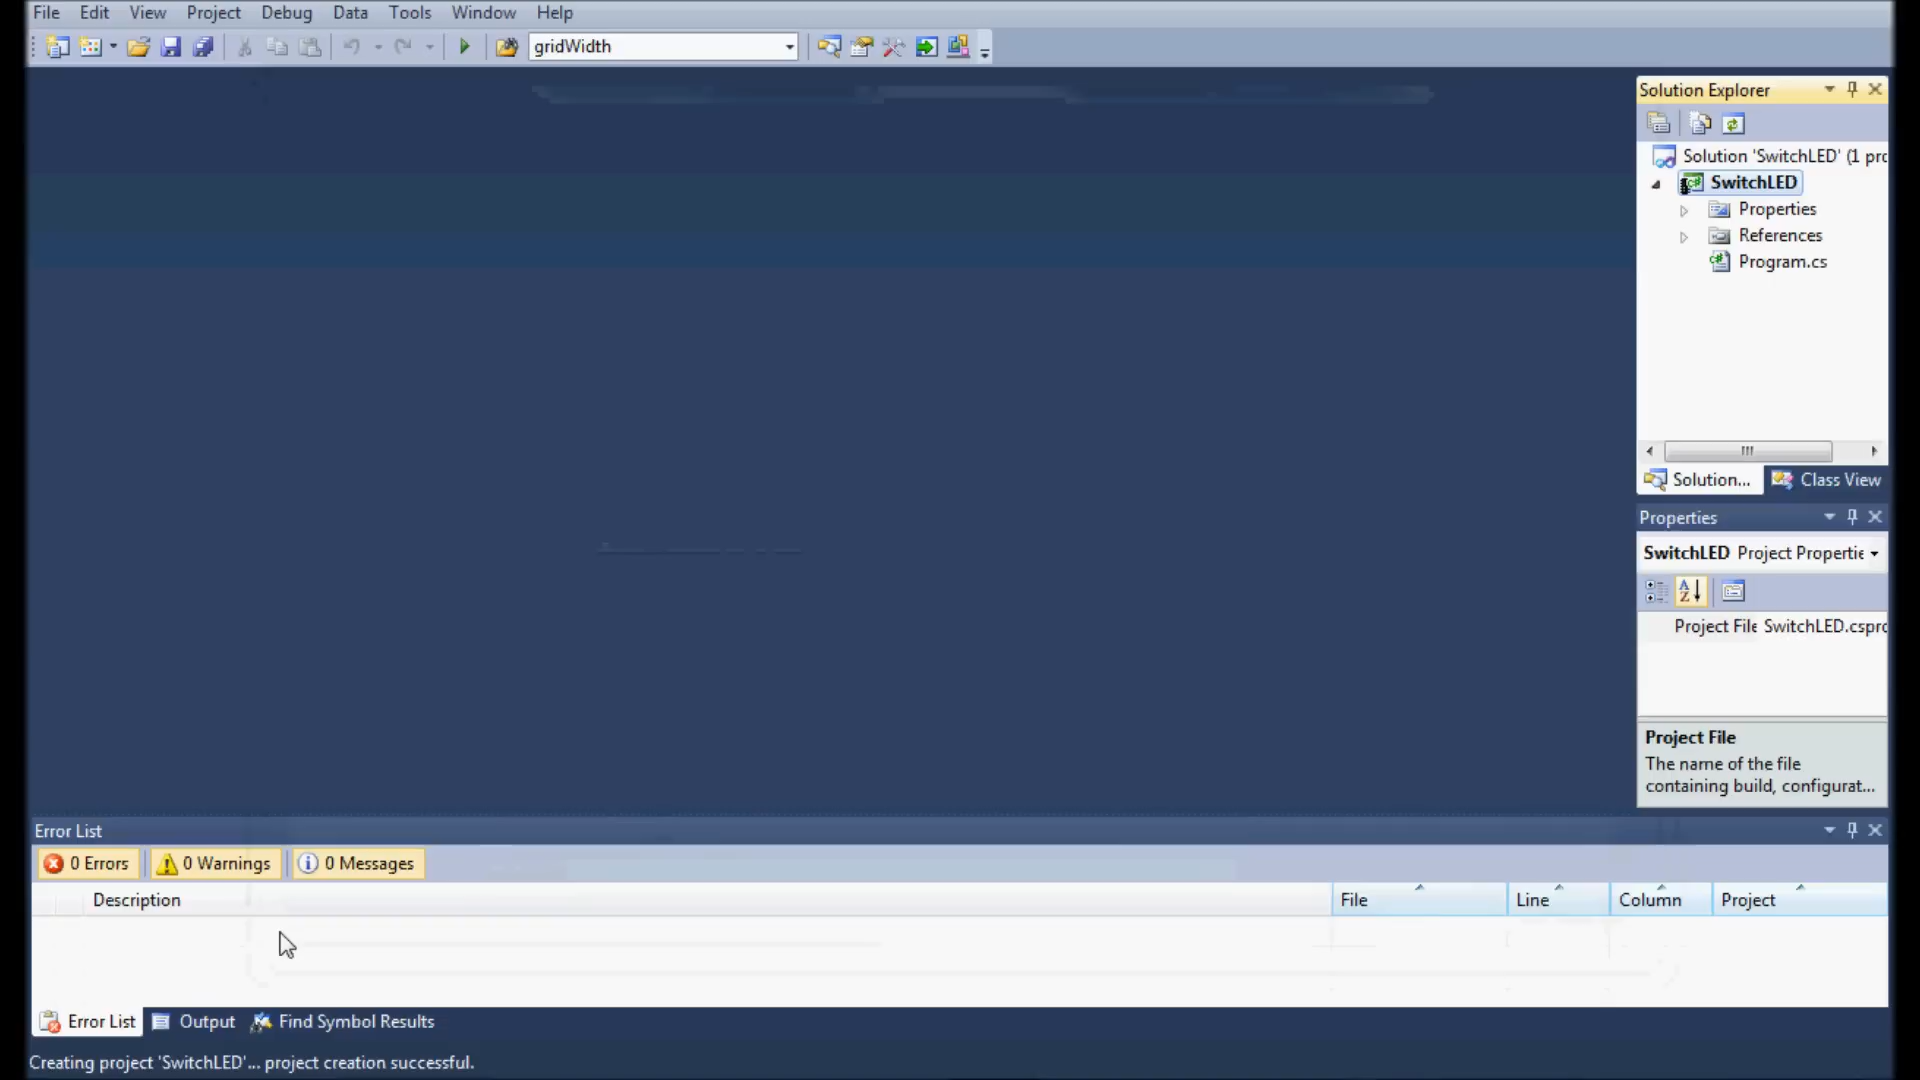 File Edit View Project Debug Data Tools Window Help
gridWidth
Solution Explorer
Solution 'SwitchLED' (1 pro
SwitchLED
Properties
References
Program.cs
Solution... Class View
Properties
SwitchLED Project Propertie
Project File SwitchLED.cspro
Project File
The name of the file
containing build, configurat...
Error List
0 Errors 0 Warnings 0 Messages
Description File Line Column Project
Error List Output Find Symbol Results
Creating project 'SwitchLED'... project creation successful.